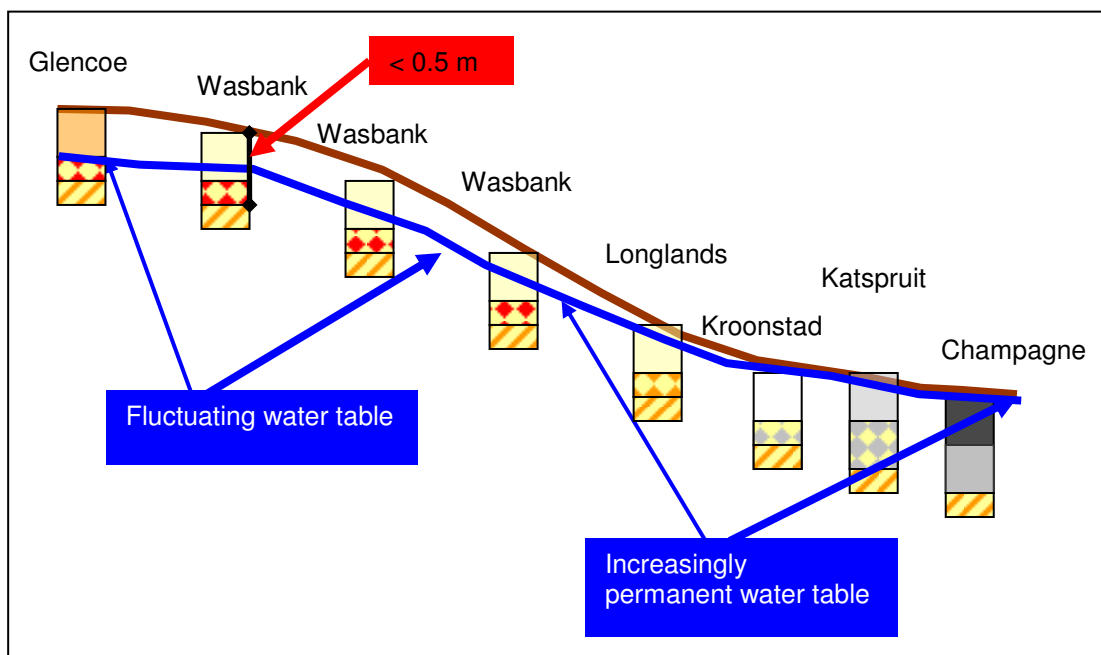 Glencoe
Wasbank
< 0.5 m
Wasbank
Wasbank
Longlands
Katspruit
Kroonstad
Champagne
Fluctuating water table
Increasingly
permanent water table